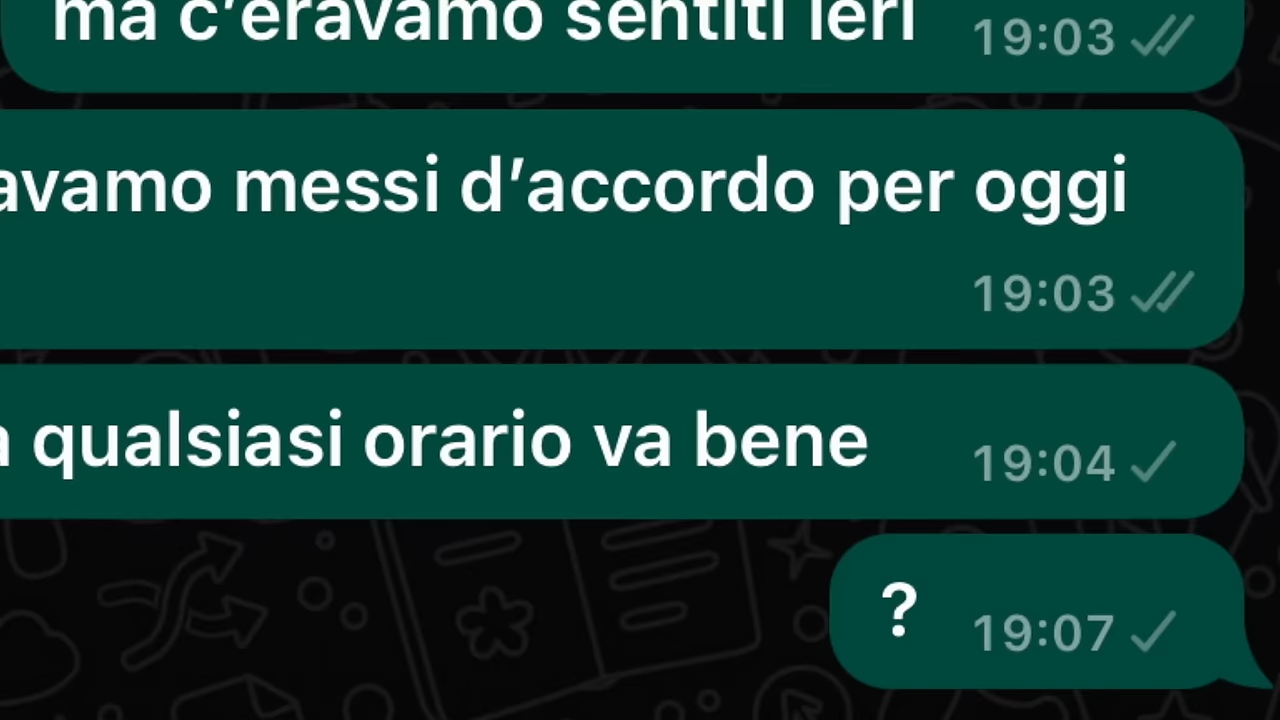 ma c’eravamo sentiti ieri 19:03
avamo messi d’accordo per oggi
19:03
a qualsiasi orario va bene 19:04
? 19:07